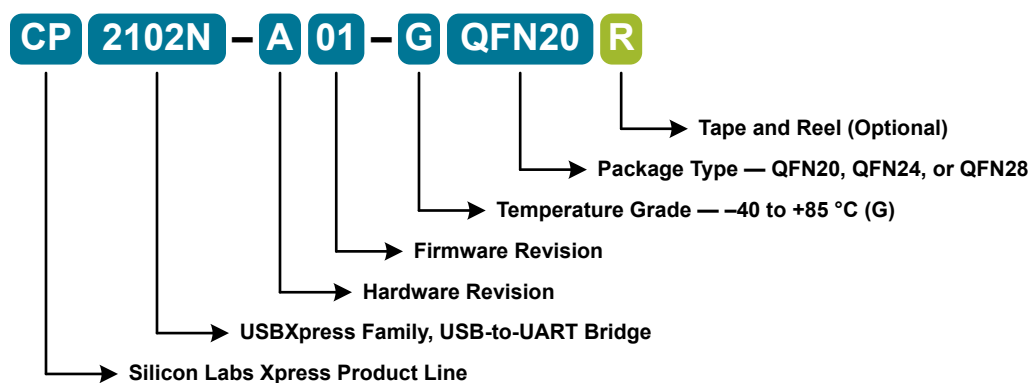 CP 2102N – A 01 – G QFN20 R
Tape and Reel (Optional)
Package Type — QFN20, QFN24, or QFN28
Temperature Grade — –40 to +85 °C (G)
Firmware Revision
Hardware Revision
USBXpress Family, USB-to-UART Bridge
Silicon Labs Xpress Product Line